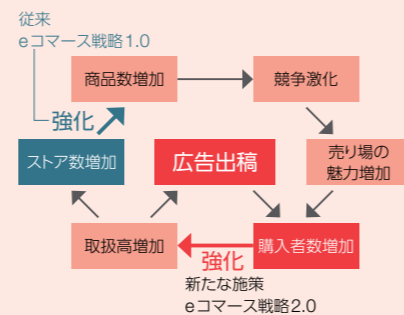 従来
eコマース戦略1.0
商品数増加
競争激化
強化
ストア数増加
広告出稿
売り場の
魅力増加
取扱高増加
強化
購入者数増加
新たな施策
eコマース戦略2.0